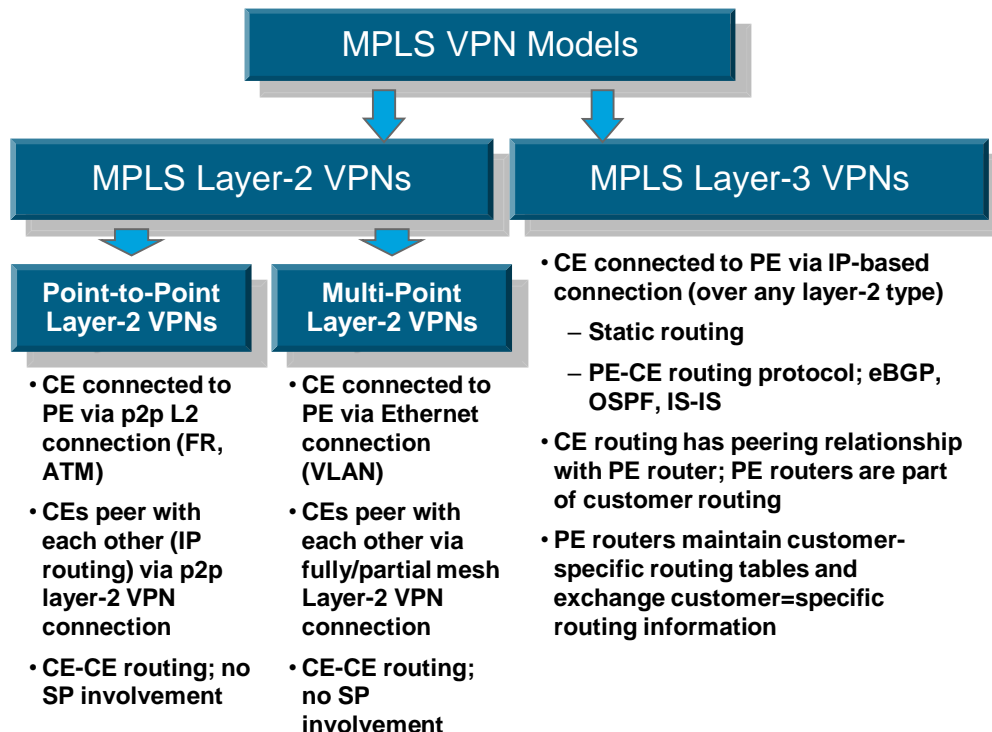 MPLS VPN Models
MPLS Layer-2 VPNs
MPLS Layer-3 VPNs
Point-to-Point
Layer-2 VPNs
• CE connected to
PE via p2p L2
connection (FR,
ATM)
• CEs peer with
each other (IP
routing) via p2p
layer-2 VPN
connection
• CE-CE routing; no
SP involvement
Multi-Point
Layer-2 VPNs
• CE connected to
PE via Ethernet
connection
(VLAN)
• CEs peer with
each other via
fully/partial mesh
Layer-2 VPN
connection
• CE-CE routing;
no SP
involvement
• CE connected to PE via IP-based
connection (over any layer-2 type)
– Static routing
– PE-CE routing protocol; eBGP,
OSPF, IS-IS
• CE routing has peering relationship
with PE router; PE routers are part
of customer routing
• PE routers maintain customer-
specific routing tables and
exchange customer=specific
routing information